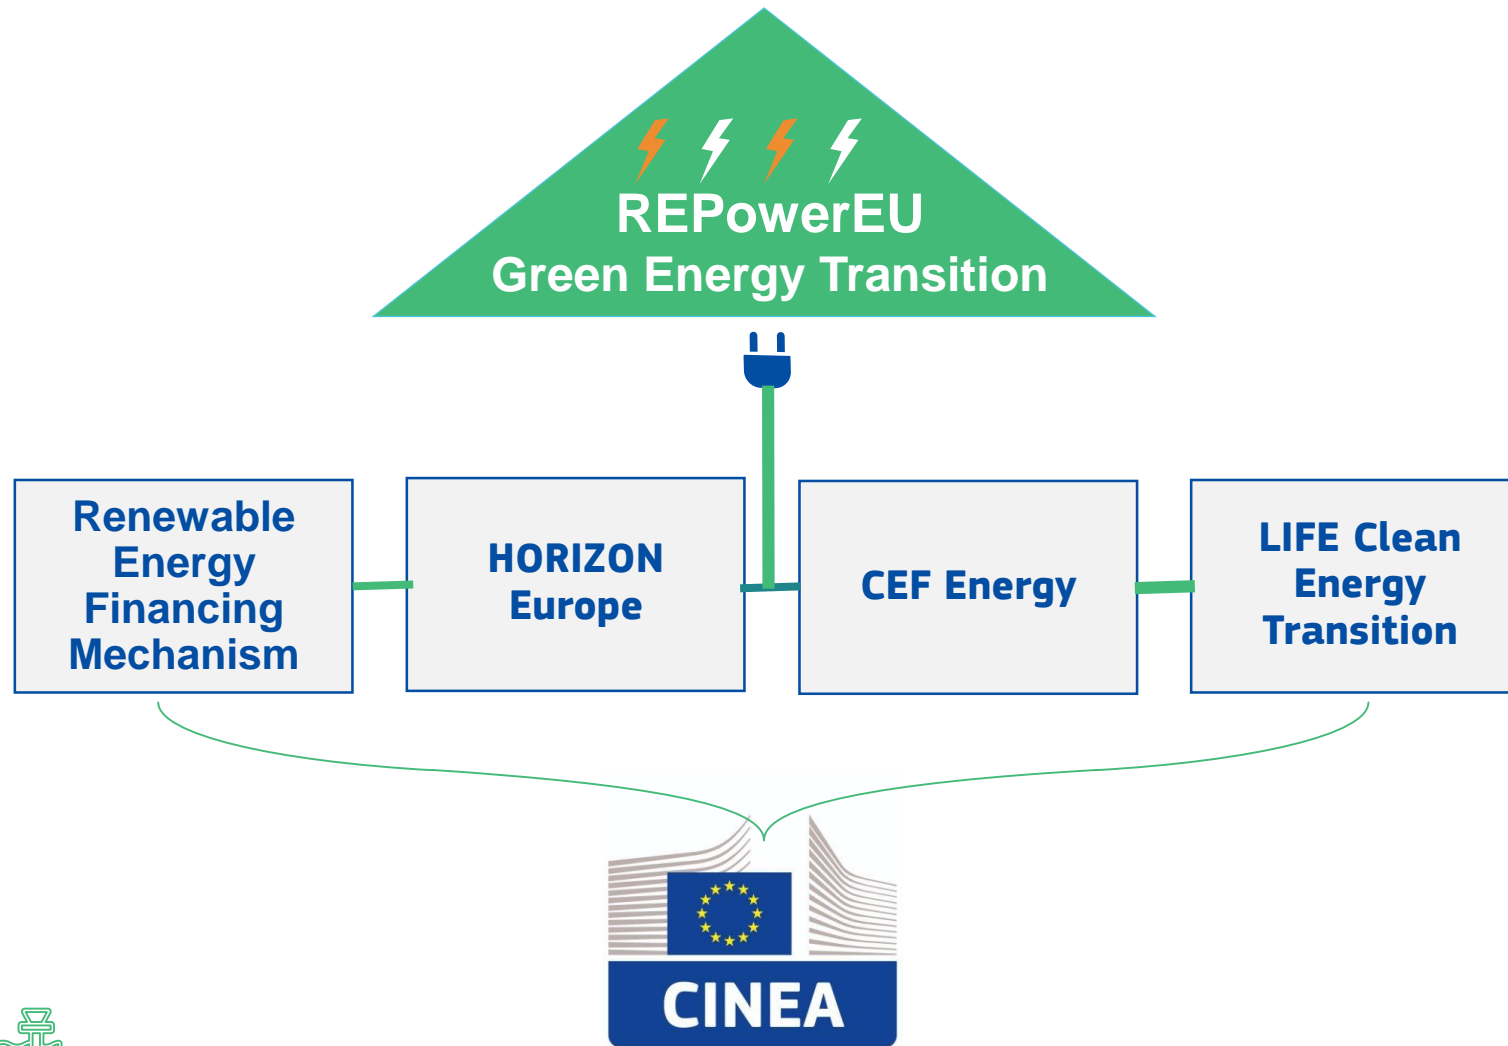 REPowerEU
Green Energy Transition
Renewable
Energy
Financing
Mechanism
HORIZON
Europe
CEF Energy
LIFE Clean
Energy
Transition
CINEA